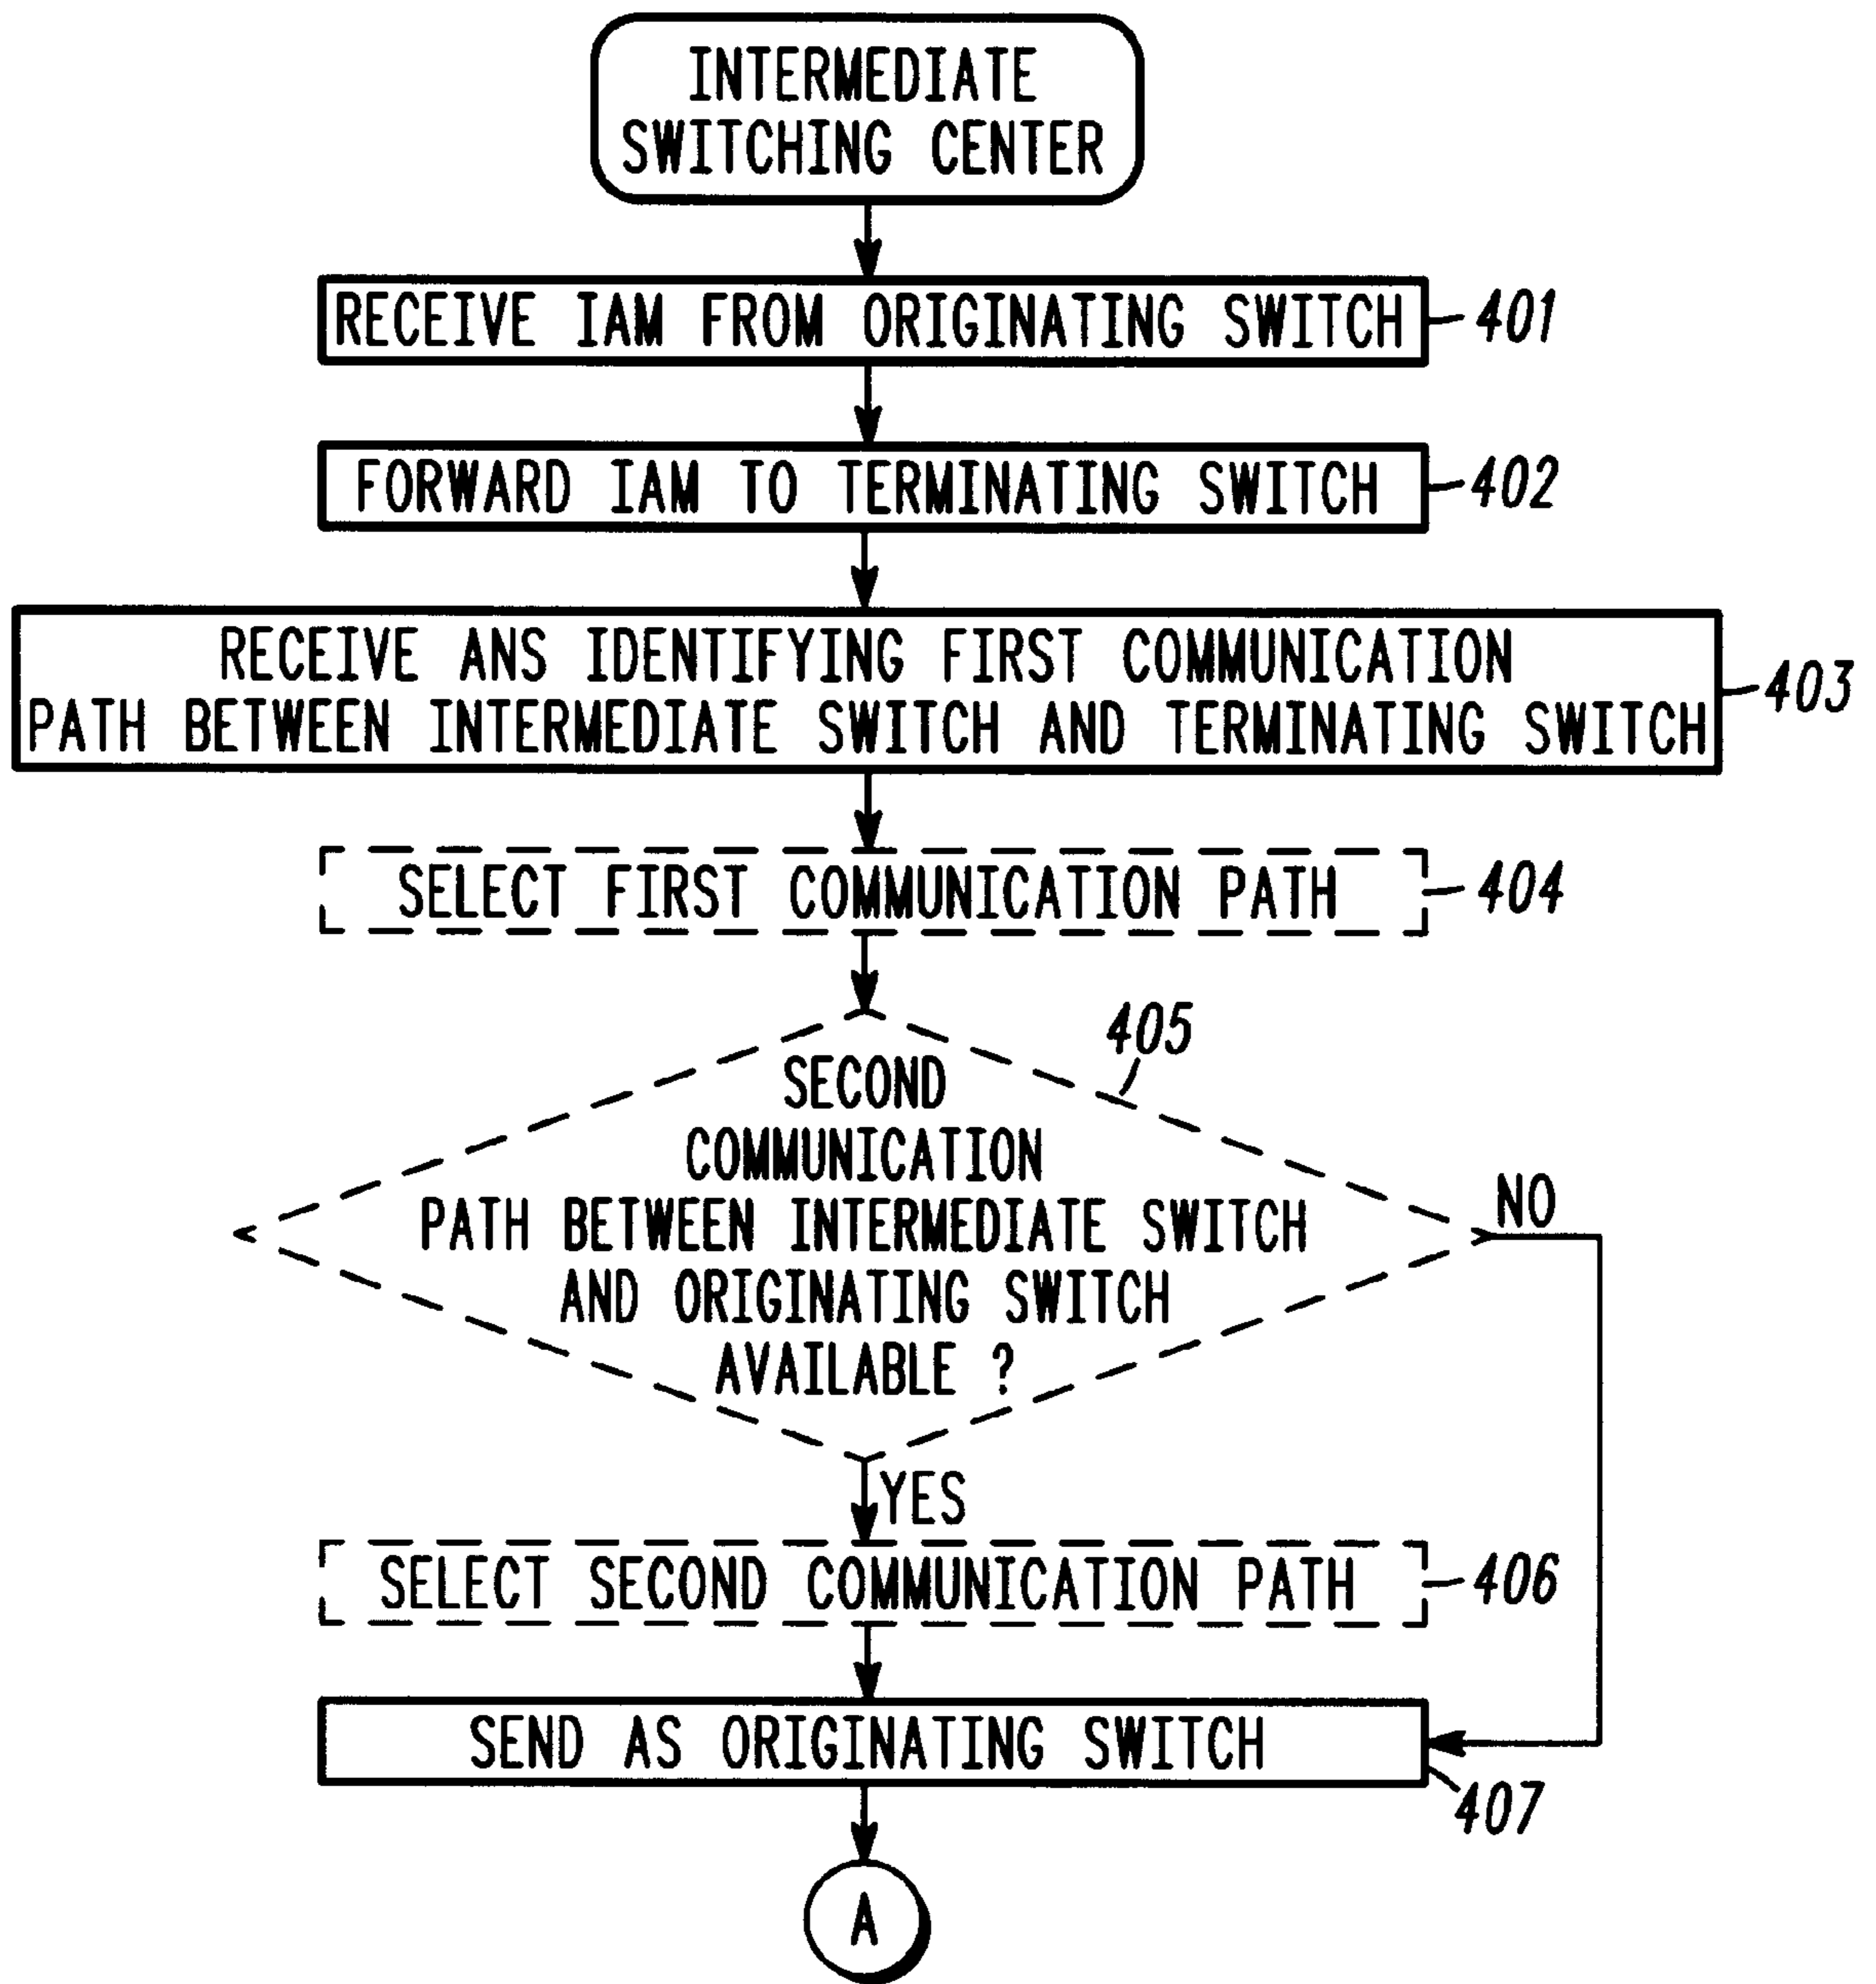 INTERMEDIATE
SWITCHING CENTER
RECEIVE IAM FROM ORIGINATING SWITCH
401
FORWARD IAM TO TERMINATING SWITCH
402
RECEIVE ANS IDENTIFYING FIRST COMMUNICATION
PATH BETWEEN INTERMEDIATE SWITCH AND TERMINATING SWITCH
403
SELECT FIRST COMMUNICATION PATH
404
405
SECOND
COMMUNICATION
PATH BETWEEN INTERMEDIATE SWITCH
AND ORIGINATING SWITCH
AVAILABLE ?
NO
YES
SELECT SECOND COMMUNICATION PATH
406
SEND AS ORIGINATING SWITCH
407
A